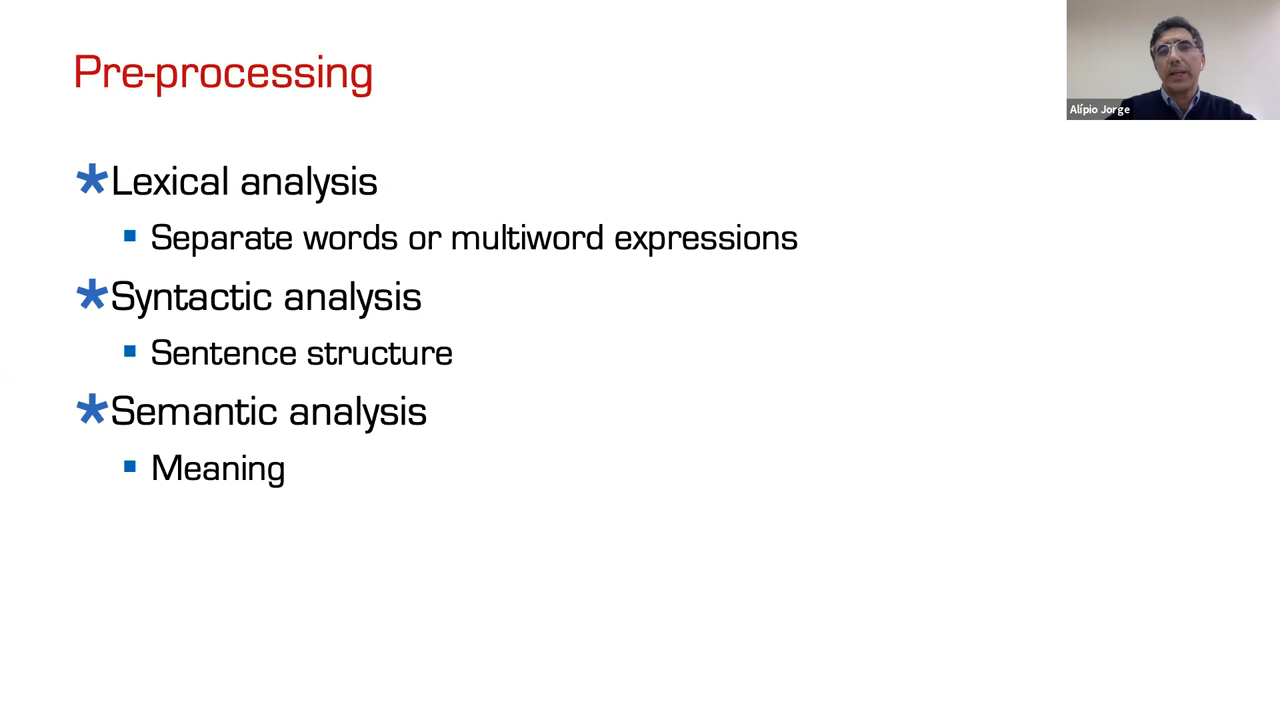 Pre-processing
Alípio Jorge
Lexical analysis
Separate words or multiword expressions
Syntactic analysis
Sentence structure
Semantic analysis
Meaning